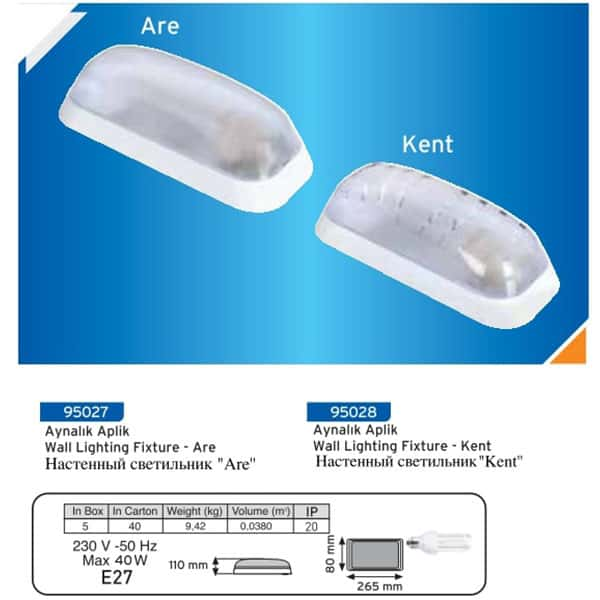 Are
Kent
95027
Aynalık Aplik
Wall Lighting Fixture - Are
Настенный светильник "Are"
95028
Aynalık Aplik
Wall Lighting Fixture - Kent
Настенный светильник "Kent"
In Box In Carton Weight (kg) Volume (m³) IP
5 40 9,42 0,0380 20
230 V -50 Hz
Max 40W
E27
110 mm
80 mm
265 mm